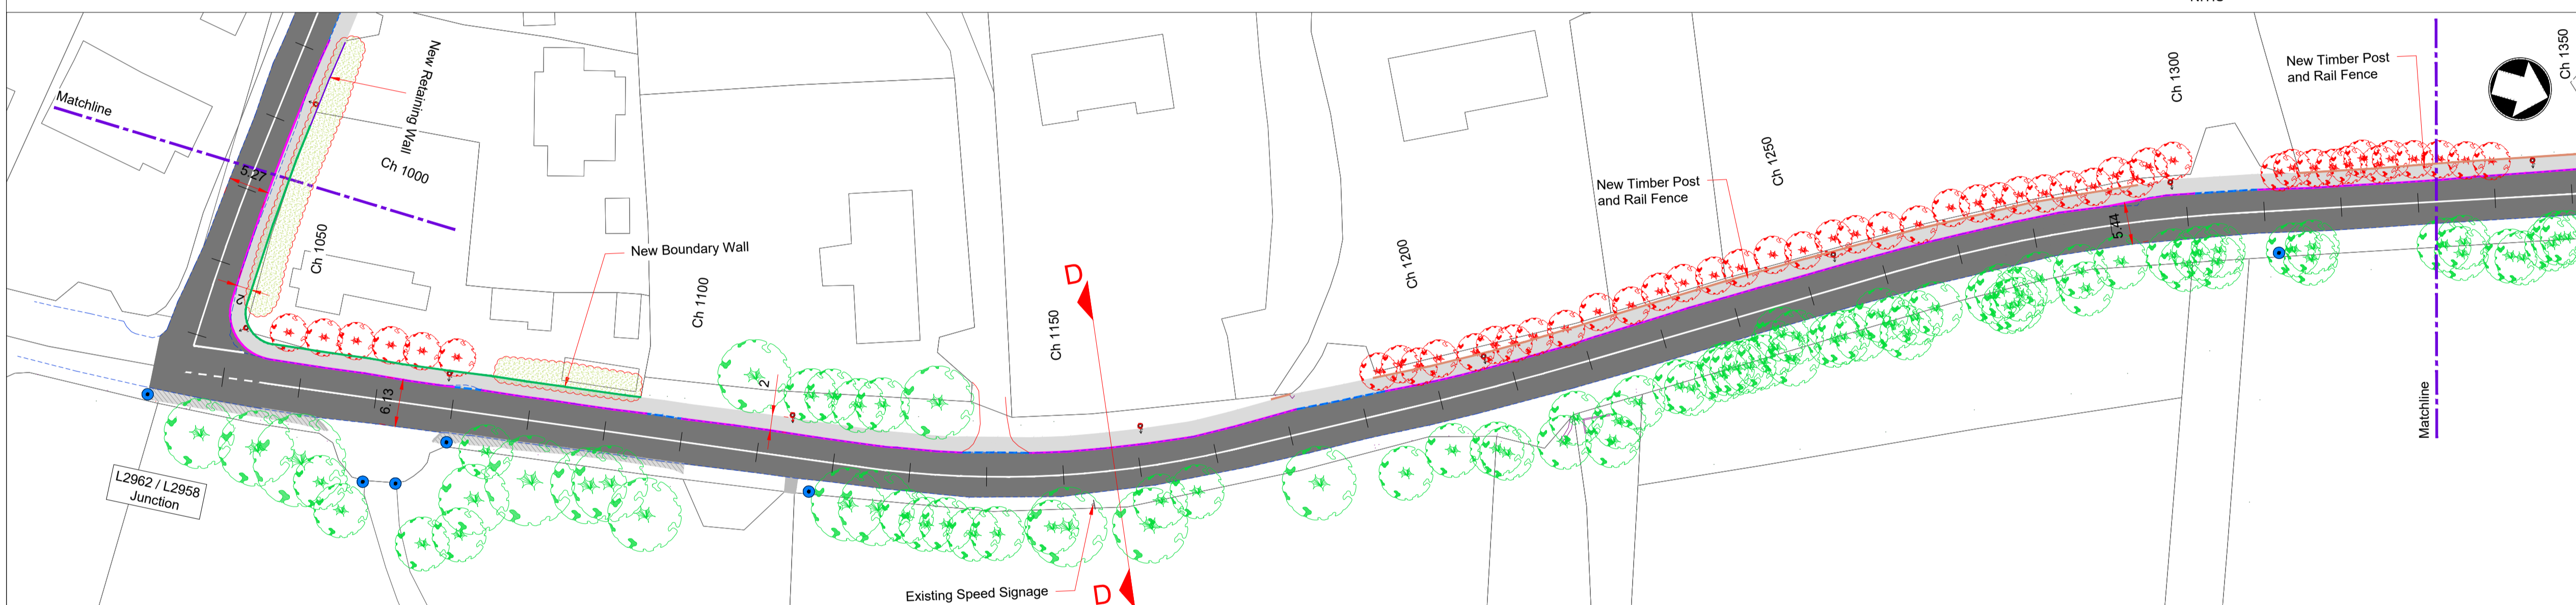 Matchline
5.27
New Retaining Wall
Ch 1000
Ch 1050
2
New Boundary Wall
Ch 1100
6.13
2
L2962 / L2958
Junction
D
Ch 1150
Existing Speed Signage
D
Ch 1200
New Timber Post
and Rail Fence
Ch 1250
5.44
Ch 1300
New Timber Post
and Rail Fence
Matchline
Ch 1350